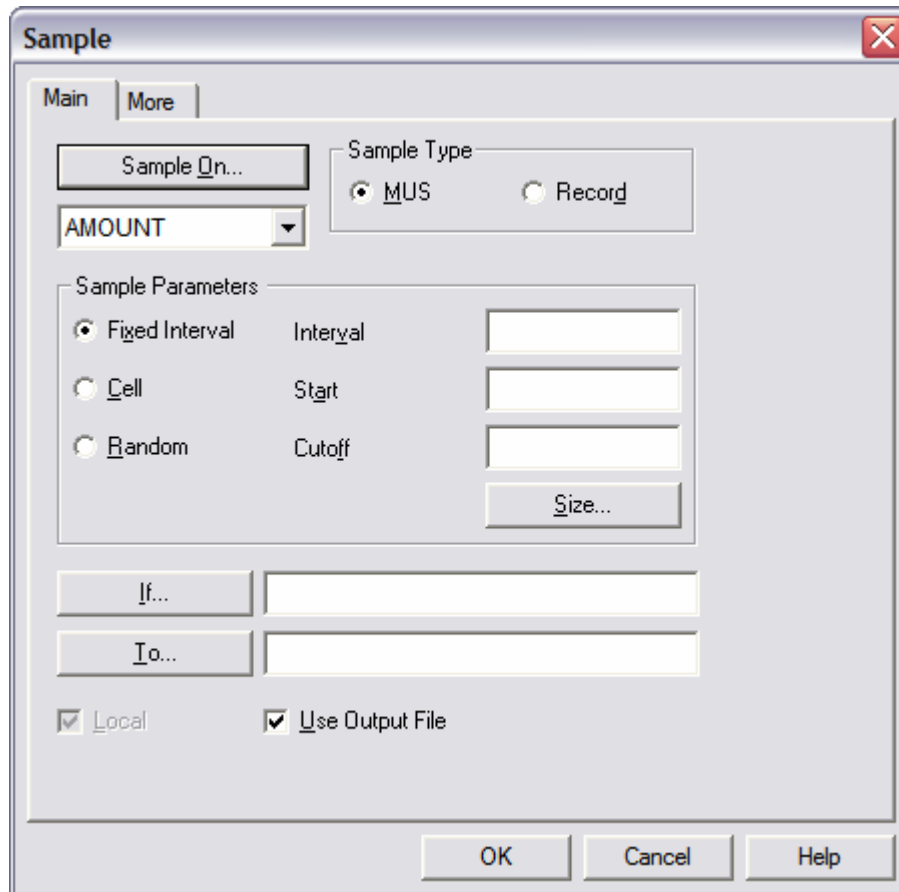 Sample
Main More
Sample On...
Sample Type
MUS Record
AMOUNT
Sample Parameters
Fixed Interval Interval
Cell Start
Random Cutoff
Size...
If...
To...
Local Use Output File
OK Cancel Help